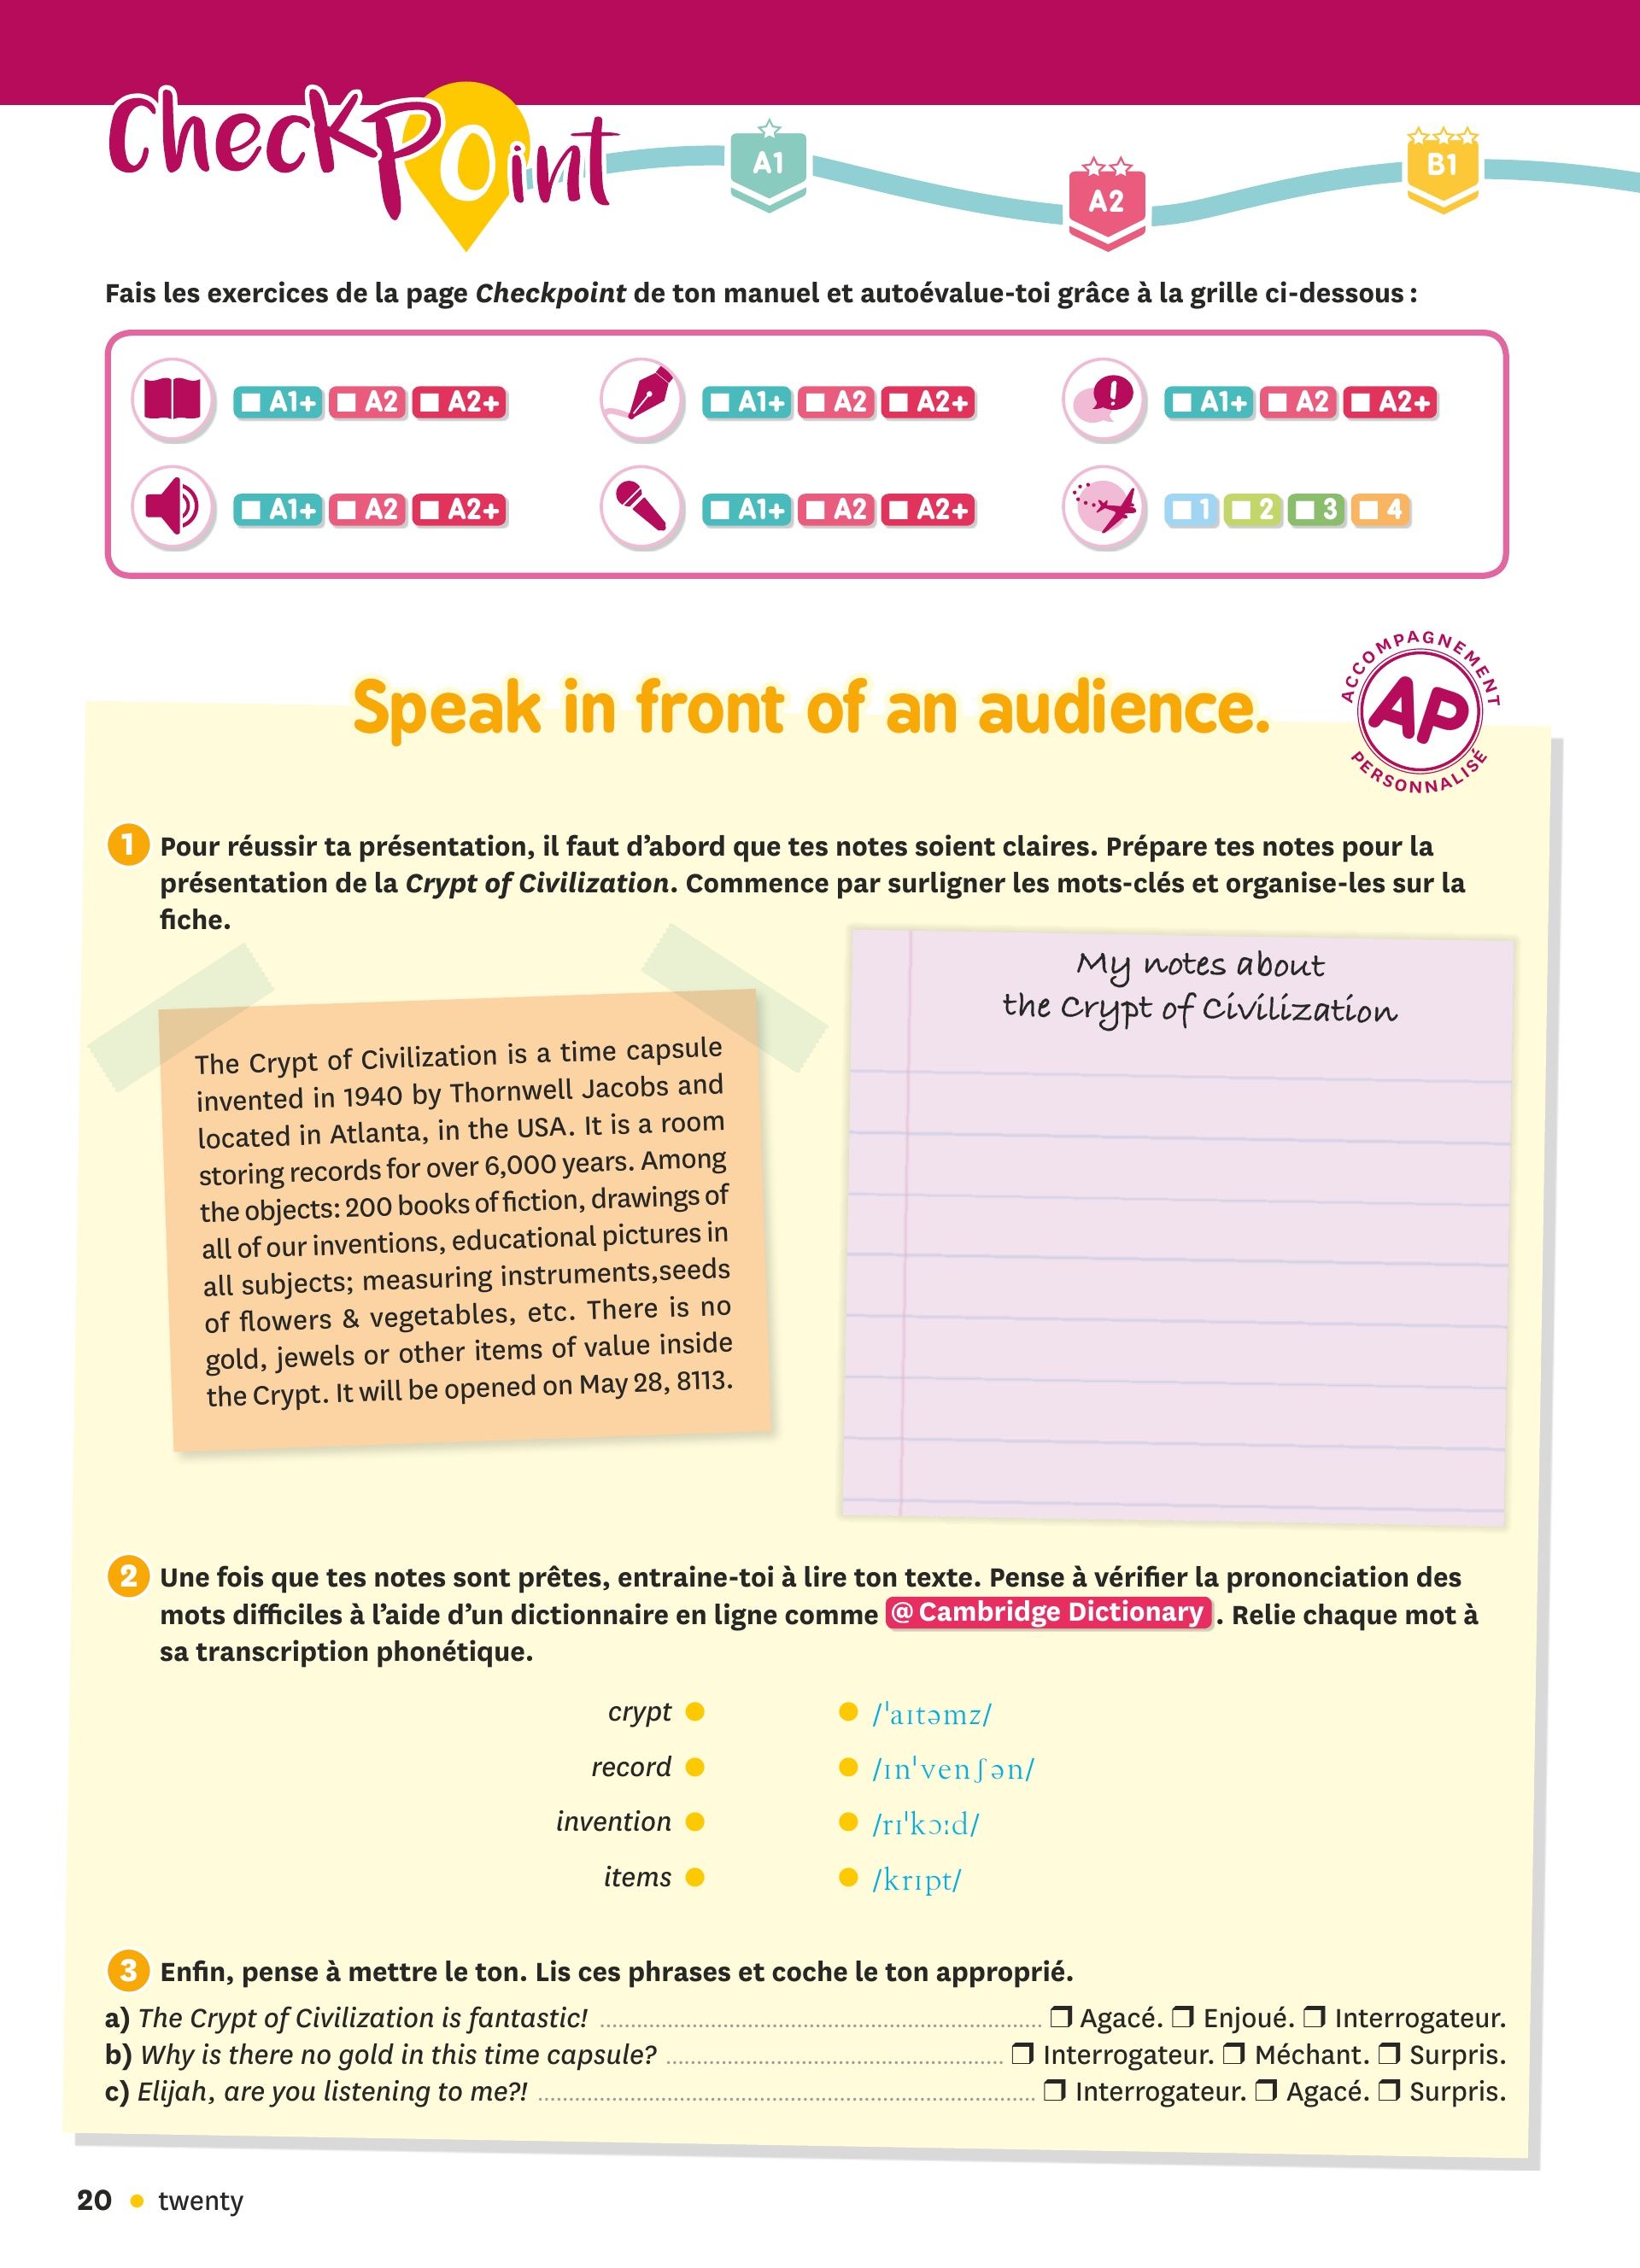 CheckPoint
A1
A2
B1
Fais les exercices de la page Checkpoint de ton manuel et autoévalue-toi grâce à la grille ci-dessous :
A1+ A2 A2+
A1+ A2 A2+
A1+ A2 A2+
A1+ A2 A2+
A1+ A2 A2+
1 2 3 4
Speak in front of an audience.
ACCOMPAGNEMENT
AP
PERSONNALISÉ
1 Pour réussir ta présentation, il faut d'abord que tes notes soient claires. Prépare tes notes pour la
présentation de la Crypt of Civilization. Commence par surligner les mots-clés et organise-les sur la
fiche.
The Crypt of Civilization is a time capsule
invented in 1940 by Thornwell Jacobs and
located in Atlanta, in the USA. It is a room
storing records for over 6,000 years. Among
the objects: 200 books of fiction, drawings of
all of our inventions, educational pictures in
all subjects; measuring instruments,seeds
of flowers & vegetables, etc. There is no
gold, jewels or other items of value inside
the Crypt. It will be opened on May 28, 8113.
My notes about
the Crypt of Civilization
2 Une fois que tes notes sont prêtes, entraine-toi à lire ton texte. Pense à vérifier la prononciation des
mots difficiles à l'aide d'un dictionnaire en ligne comme @ Cambridge Dictionary . Relie chaque mot à
sa transcription phonétique.
crypt /ˈaɪtəmz/
record /ɪnˈvenʃən/
invention /rɪˈkɔːd/
items /krɪpt/
3 Enfin, pense à mettre le ton. Lis ces phrases et coche le ton approprié.
a) The Crypt of Civilization is fantastic! ❒ Agacé. ❒ Enjoué. ❒ Interrogateur.
b) Why is there no gold in this time capsule? ❒ Interrogateur. ❒ Méchant. ❒ Surpris.
c) Elijah, are you listening to me?! ❒ Interrogateur. ❒ Agacé. ❒ Surpris.
20 • twenty